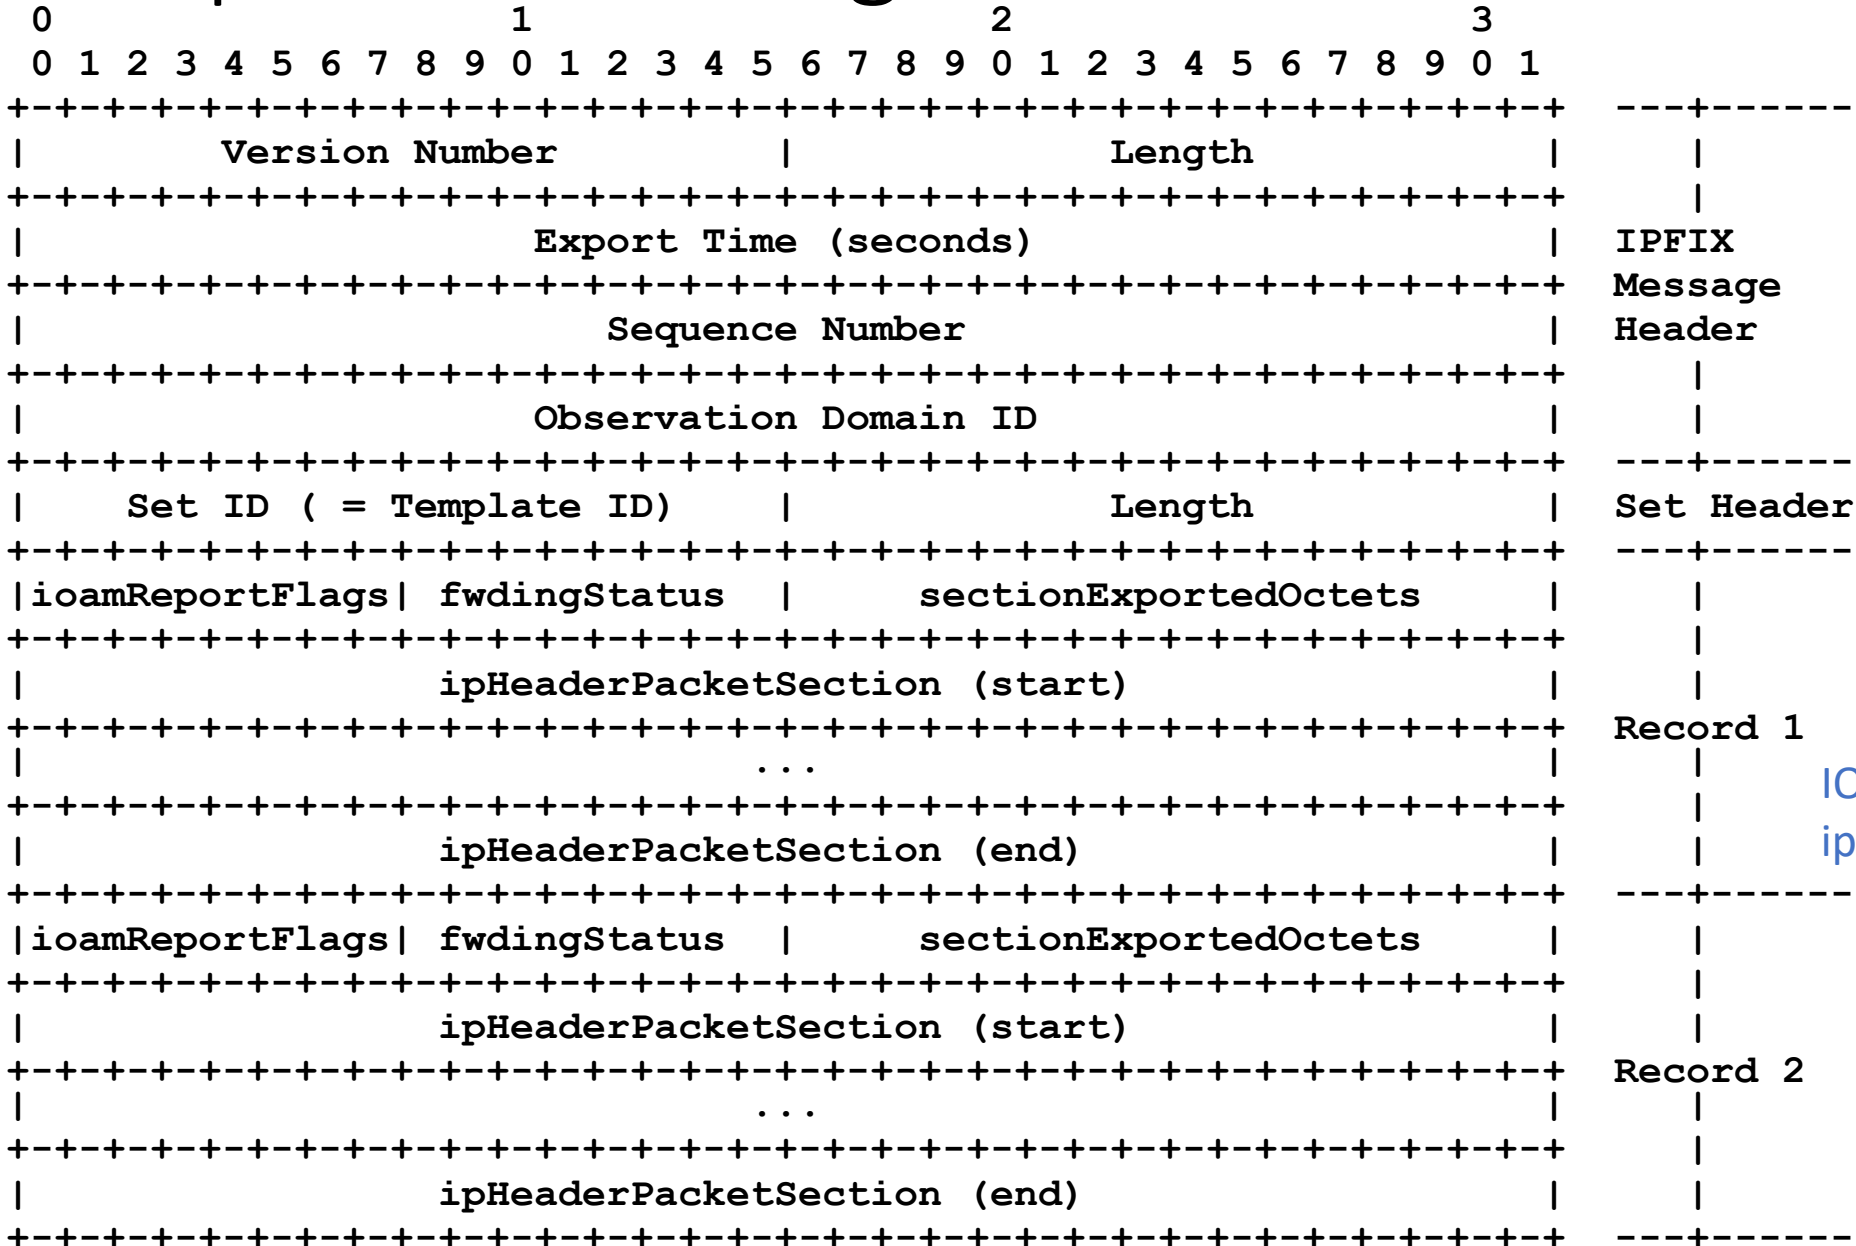 0                   1                   2                   3
 0 1 2 3 4 5 6 7 8 9 0 1 2 3 4 5 6 7 8 9 0 1 2 3 4 5 6 7 8 9 0 1
+-+-+-+-+-+-+-+-+-+-+-+-+-+-+-+-+-+-+-+-+-+-+-+-+-+-+-+-+-+-+-+-+  ---+------
|        Version Number         |             Length            |     |
+-+-+-+-+-+-+-+-+-+-+-+-+-+-+-+-+-+-+-+-+-+-+-+-+-+-+-+-+-+-+-+-+     |
|                     Export Time (seconds)                     |  IPFIX
+-+-+-+-+-+-+-+-+-+-+-+-+-+-+-+-+-+-+-+-+-+-+-+-+-+-+-+-+-+-+-+-+  Message
|                        Sequence Number                        |  Header
+-+-+-+-+-+-+-+-+-+-+-+-+-+-+-+-+-+-+-+-+-+-+-+-+-+-+-+-+-+-+-+-+     |
|                     Observation Domain ID                     |     |
+-+-+-+-+-+-+-+-+-+-+-+-+-+-+-+-+-+-+-+-+-+-+-+-+-+-+-+-+-+-+-+-+  ---+------
|    Set ID ( = Template ID)    |             Length            |  Set Header
+-+-+-+-+-+-+-+-+-+-+-+-+-+-+-+-+-+-+-+-+-+-+-+-+-+-+-+-+-+-+-+-+  ---+------
|ioamReportFlags| fwdingStatus  |     sectionExportedOctets     |     |
+-+-+-+-+-+-+-+-+-+-+-+-+-+-+-+-+-+-+-+-+-+-+-+-+-+-+-+-+-+-+-+-+     |
|                 ipHeaderPacketSection (start)                 |     |
+-+-+-+-+-+-+-+-+-+-+-+-+-+-+-+-+-+-+-+-+-+-+-+-+-+-+-+-+-+-+-+-+  Record 1
|                              ...                              |     |
+-+-+-+-+-+-+-+-+-+-+-+-+-+-+-+-+-+-+-+-+-+-+-+-+-+-+-+-+-+-+-+-+     |
|                 ipHeaderPacketSection (end)                   |     |    ip
+-+-+-+-+-+-+-+-+-+-+-+-+-+-+-+-+-+-+-+-+-+-+-+-+-+-+-+-+-+-+-+-+  ---+------
|ioamReportFlags| fwdingStatus  |     sectionExportedOctets     |     |
+-+-+-+-+-+-+-+-+-+-+-+-+-+-+-+-+-+-+-+-+-+-+-+-+-+-+-+-+-+-+-+-+     |
|                 ipHeaderPacketSection (start)                 |     |
+-+-+-+-+-+-+-+-+-+-+-+-+-+-+-+-+-+-+-+-+-+-+-+-+-+-+-+-+-+-+-+-+  Record 2
|                              ...                              |     |
+-+-+-+-+-+-+-+-+-+-+-+-+-+-+-+-+-+-+-+-+-+-+-+-+-+-+-+-+-+-+-+-+     |
|                 ipHeaderPacketSection (end)                   |     |
+-+-+-+-+-+-+-+-+-+-+-+-+-+-+-+-+-+-+-+-+-+-+-+-+-+-+-+-+-+-+-+-+  ---+------